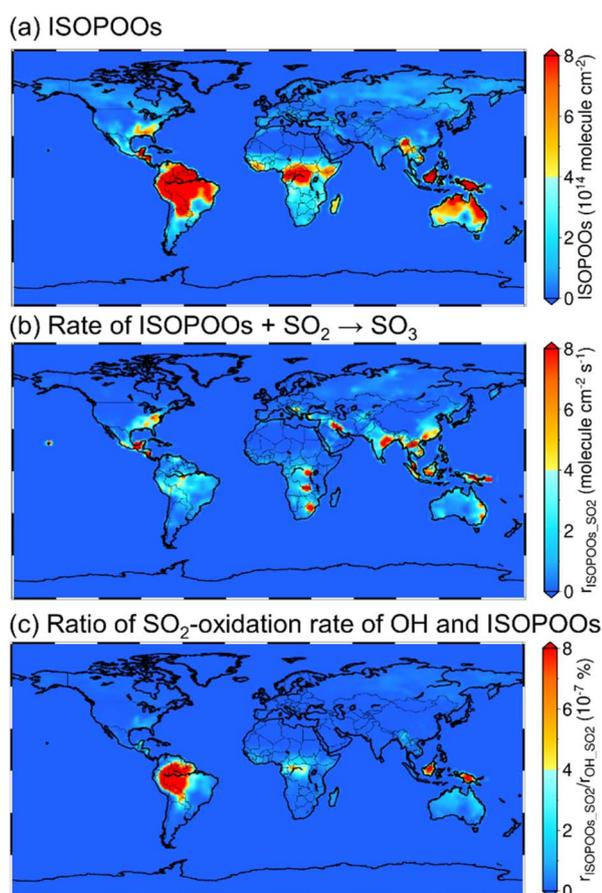 (a) ISOPOOs
8
6
4
2
0
ISOPOOs (10¹⁴ molecule cm⁻²)
(b) Rate of ISOPOOs + SO₂ → SO₃
8
6
4
2
0
rISOPOOs_SO2 (molecule cm⁻² s⁻¹)
(c) Ratio of SO₂-oxidation rate of OH and ISOPOOs
8
6
4
2
0
rISOPOOs_SO2/rOH_SO2 (10⁻⁷ %)